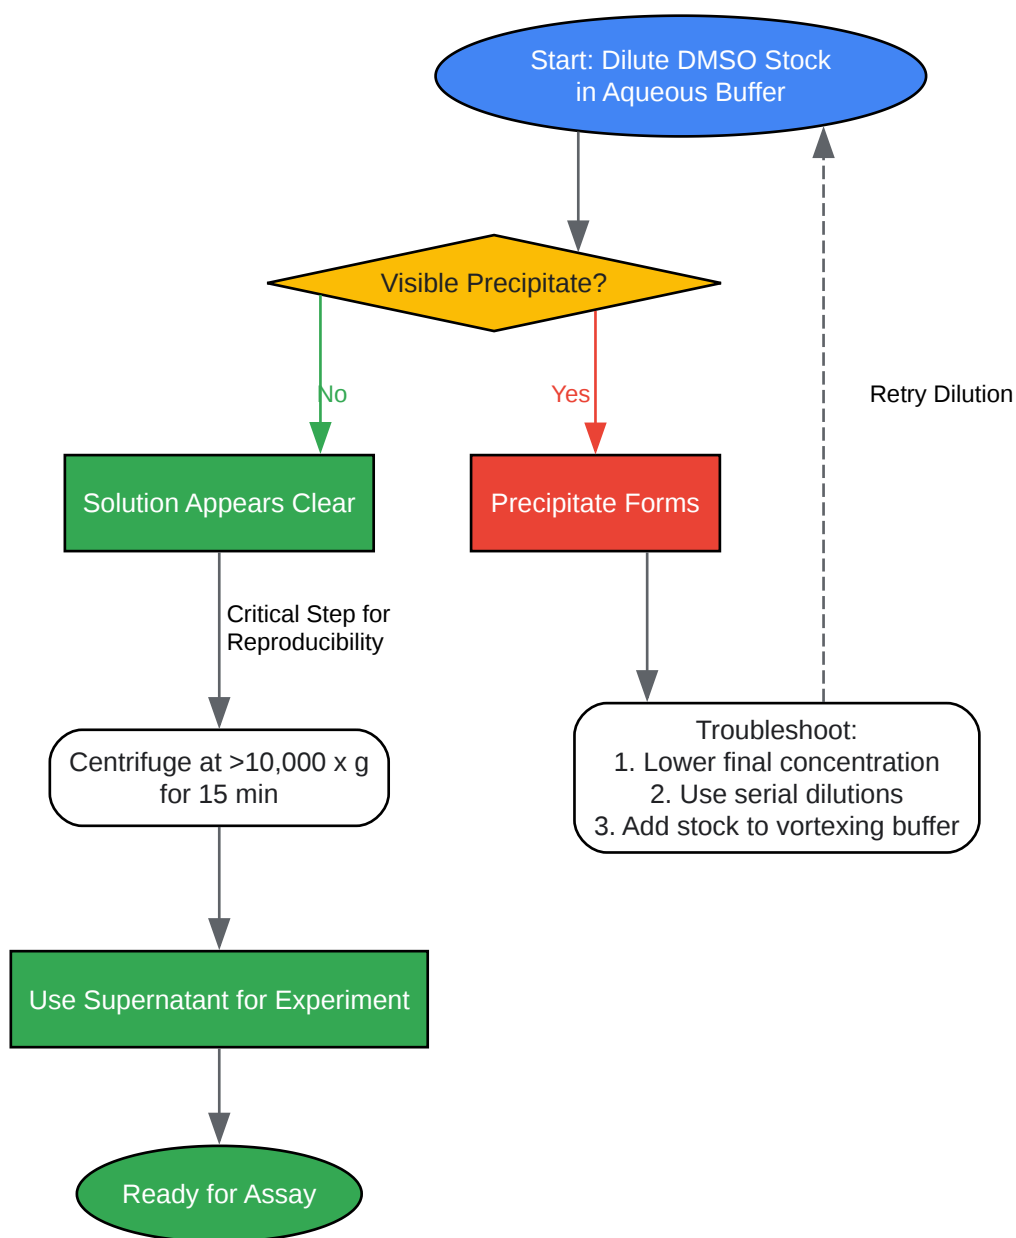 Start: Dilute DMSO Stock
in Aqueous Buffer
Visible Precipitate?
No
Yes
Retry Dilution
Solution Appears Clear
Precipitate Forms
Critical Step for
Reproducibility
Troubleshoot:
1. Lower final concentration
2. Use serial dilutions
3. Add stock to vortexing buffer
Centrifuge at >10,000 x g
for 15 min
Use Supernatant for Experiment
Ready for Assay